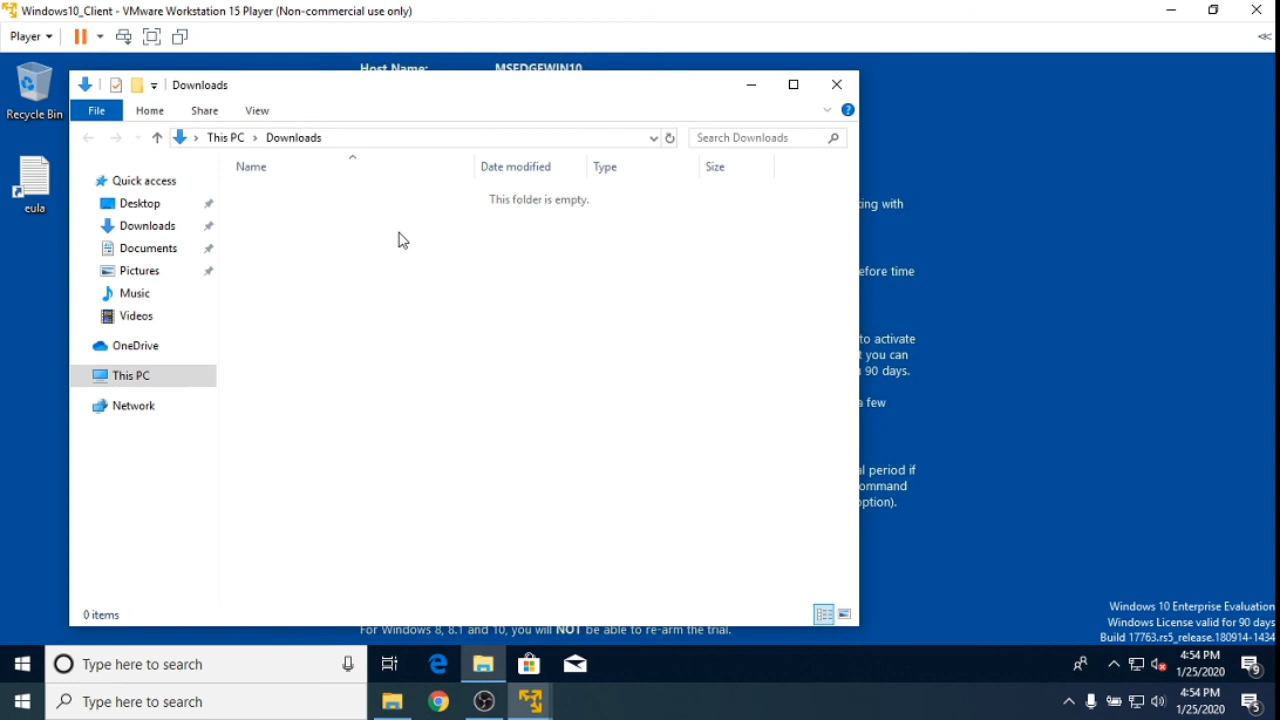 Windows10_Client - VMware Workstation 15 Player (Non-commercial use only)
Player
Host Name: MSEDGEWIN10
Recycle Bin
eula
Downloads
File Home Share View
This PC Downloads
Search Downloads
Name Date modified Type Size
This folder is empty.
Quick access
Desktop
Downloads
Documents
Pictures
Music
Videos
OneDrive
This PC
Network
0 items
king with
efore time
to activate
t you can
90 days.
a few
al period if
ommand
option).
For Windows 8, 8.1 and 10, you will NOT be able to re-arm the trial.
Windows 10 Enterprise Evaluation
Windows License valid for 90 days
Build 17763.rs5_release.180914-1434
Type here to search
4:54 PM
1/25/2020
9
Type here to search
4:54 PM
1/25/2020
5